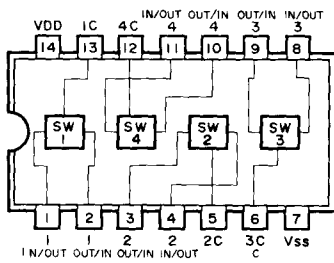 4 4 3 3
VDD 1C 4C IN/OUT OUT/IN OUT/IN IN/OUT
14 13 12 11 10 9 8
SW 1 SW 4 SW 2 SW 3
1 2 3 4 5 6 7
1 1 2 2 2C 3C Vss
IN/OUT OUT/IN OUT/IN IN/OUT C